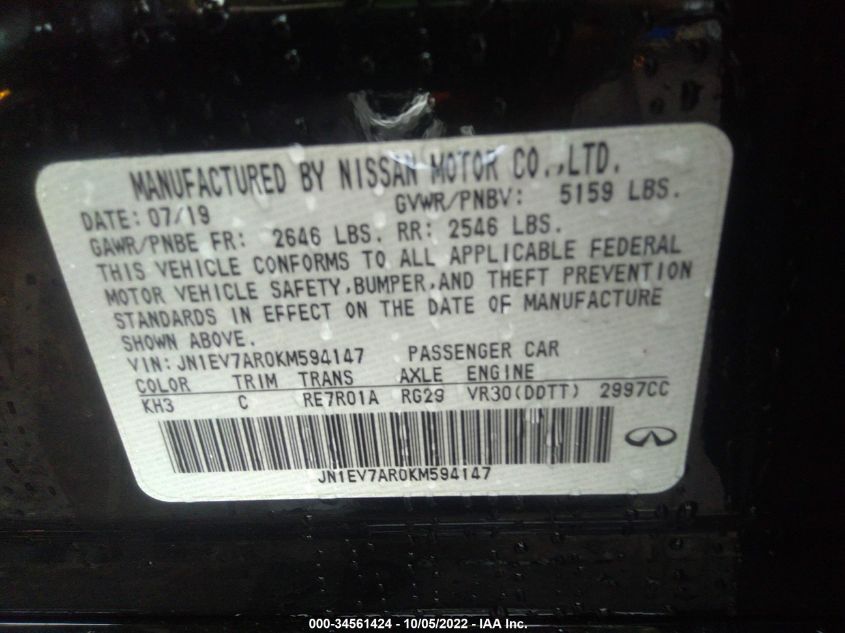 MANUFACTURED BY NISSAN MOTOR CO.,LTD.
DATE: 07/19 GVWR/PNBV: 5159 LBS.
GAWR/PNBE FR: 2646 LBS. RR: 2546 LBS.
THIS VEHICLE CONFORMS TO ALL APPLICABLE FEDERAL
MOTOR VEHICLE SAFETY,BUMPER,AND THEFT PREVENTION
STANDARDS IN EFFECT ON THE DATE OF MANUFACTURE
SHOWN ABOVE.
VIN: JN1EV7AR0KM594147 PASSENGER CAR
COLOR TRIM TRANS AXLE ENGINE
KH3 C RE7R01A RG29 VR30(DDTT) 2997CC
JN1EV7AR0KM594147
000-34561424 - 10/05/2022 - IAA Inc.